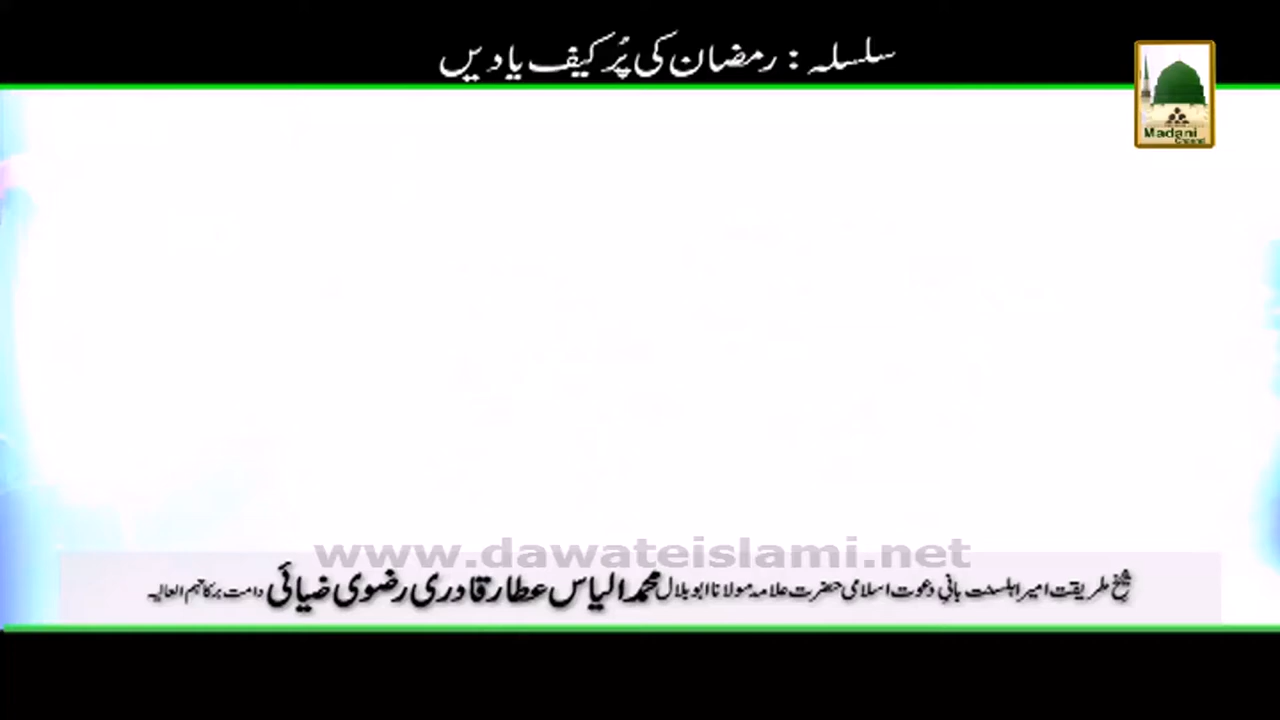 سلسلہ : رمضان کی پُر کیف یادیں
Madani
Channel
www.dawateislami.net
شیخ طریقت امیر اہلسنت بانیِ دعوت اسلامی حضرت علامہ مولانا ابو بلال محمد الیاس عطار قادری رضوی ضیائی دامت برکاتہم العالیہ